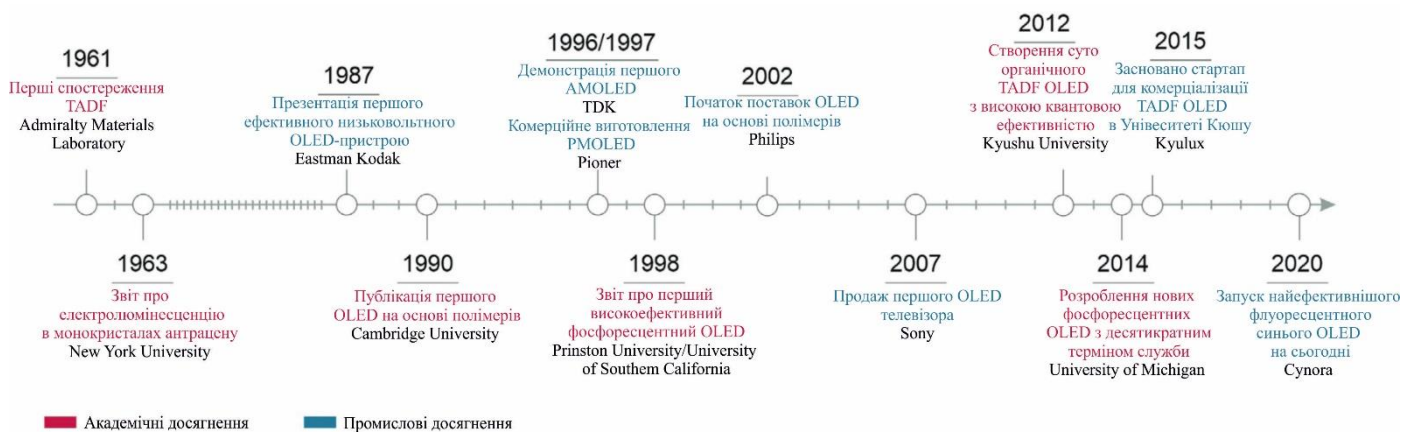 1961
Перші спостереження
TADF
Admiralty Materials
Laboratory
1987
Презентація першого
ефективного низьковольтного
OLED-пристрою
Eastman Kodak
1996/1997
Демонстрація першого
AMOLED
TDK
Комерційне виготовлення
PMOLED
Pioner
2002
Початок поставок OLED
на основі полімерів
Philips
2012
Створення суто
органічного
TADF OLED
з високою квантовою
ефективністю
Kyushu University
2015
Засновано стартап
для комерціалізації
TADF OLED
в Унівеситеті Кюшу
Kyulux
1963
Звіт про
електролюмінесценцію
в монокристалах антрацену
New York University
1990
Публікація першого
OLED на основі полімерів
Cambridge University
1998
Звіт про перший
високоефективний
фосфоресцентний OLED
Prinston University/University
of Southem California
2007
Продаж першого OLED
телевізора
Sony
2014
Розроблення нових
фосфоресцентних
OLED з десятикратним
терміном служби
University of Michigan
2020
Запуск найефективнішого
флуоресцентного
синього OLED
на сьогодні
Cynora
Академічні досягнення
Промислові досягнення